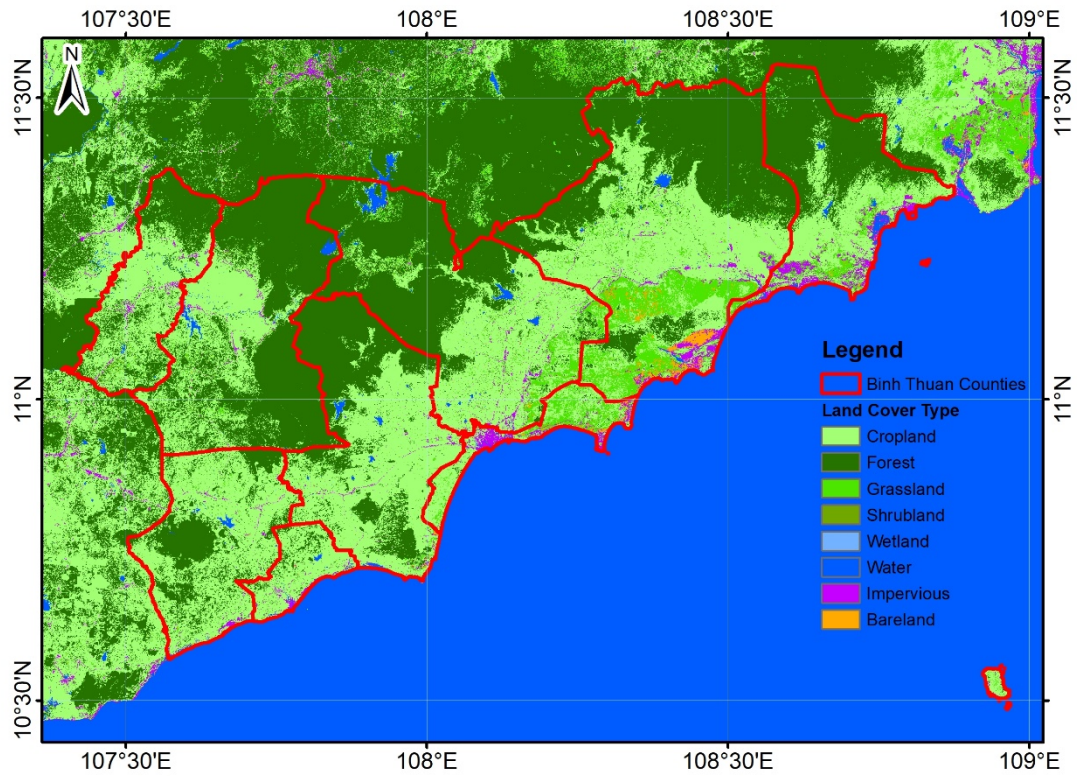 107°30'E 108°E 108°30'E 109°E
N
11°30'N 11°30'N
11°N 11°N
10°30'N 10°30'N
Legend
Binh Thuan Counties
Land Cover Type
Cropland
Forest
Grassland
Shrubland
Wetland
Water
Impervious
Bareland
107°30'E 108°E 108°30'E 109°E